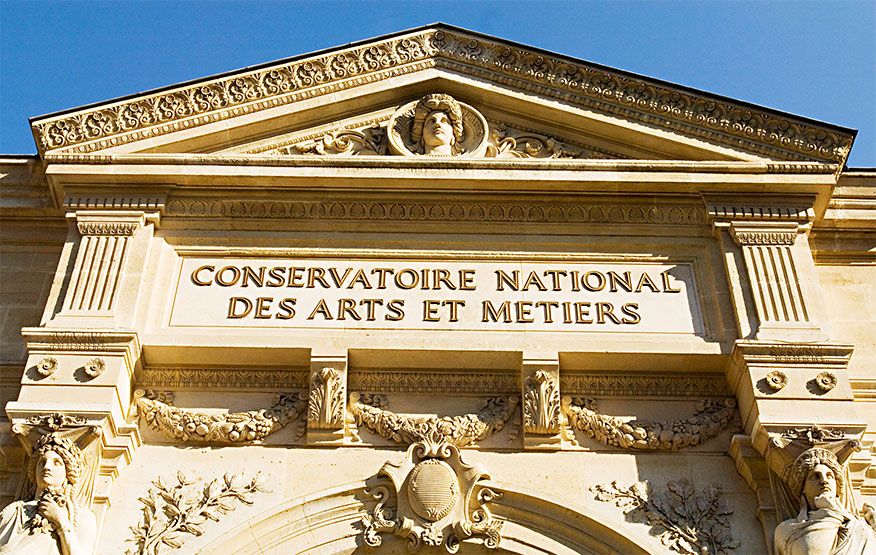 CONSERVATOIRE NATIONAL
DES ARTS ET METIERS